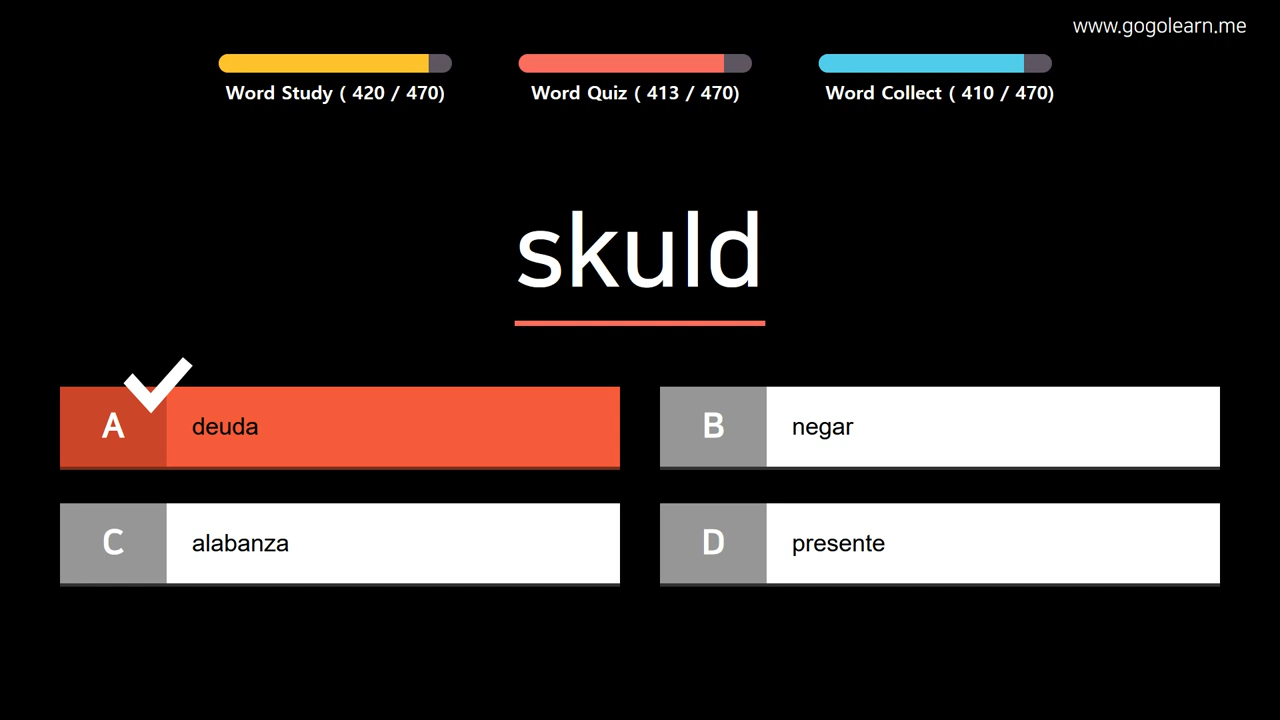 www.gogolearn.me
Word Study ( 420 / 470)
Word Quiz ( 413 / 470)
Word Collect ( 410 / 470)
skuld
A deuda
B negar
C alabanza
D presente